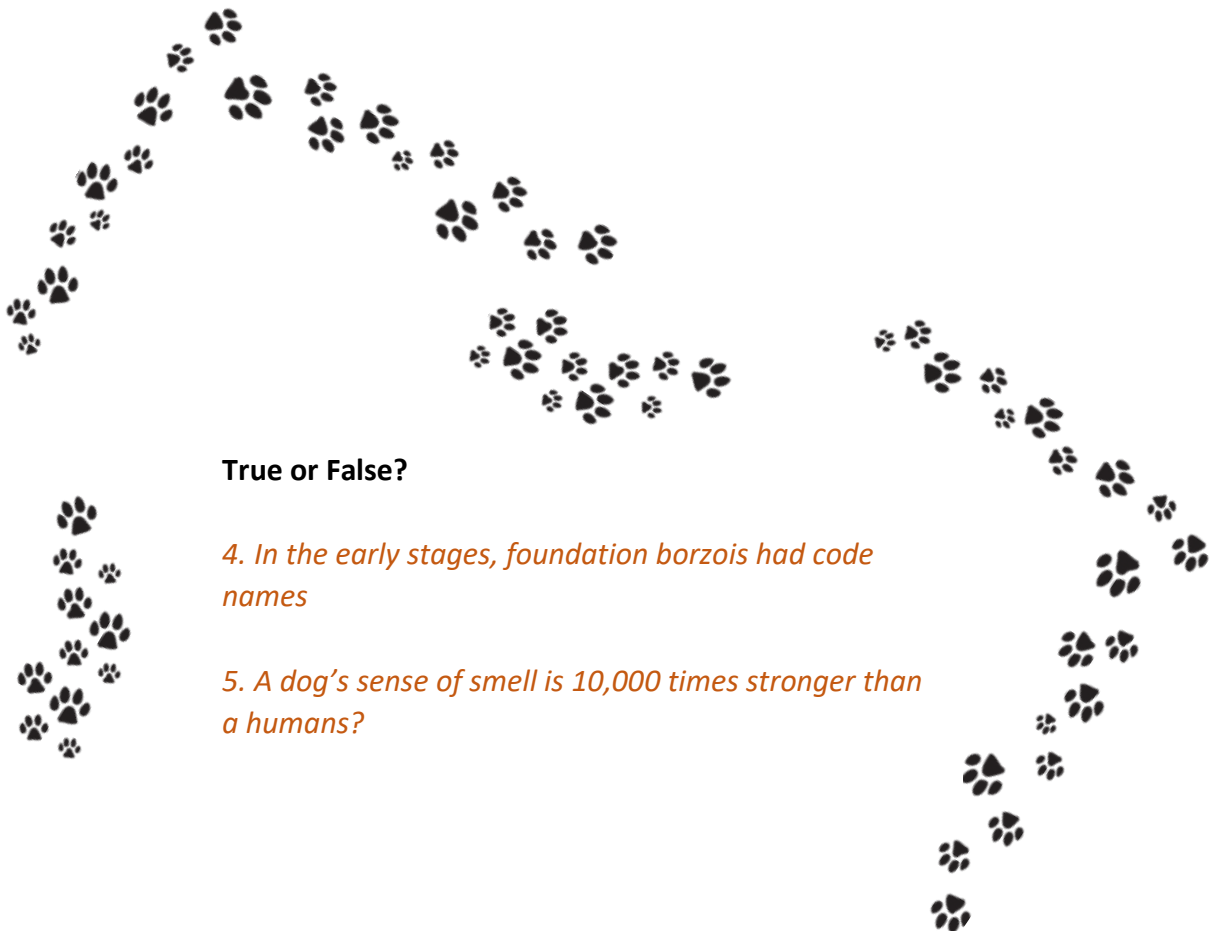 True or False?
4. In the early stages, foundation borzois had code
names
5. A dog’s sense of smell is 10,000 times stronger than
a humans?